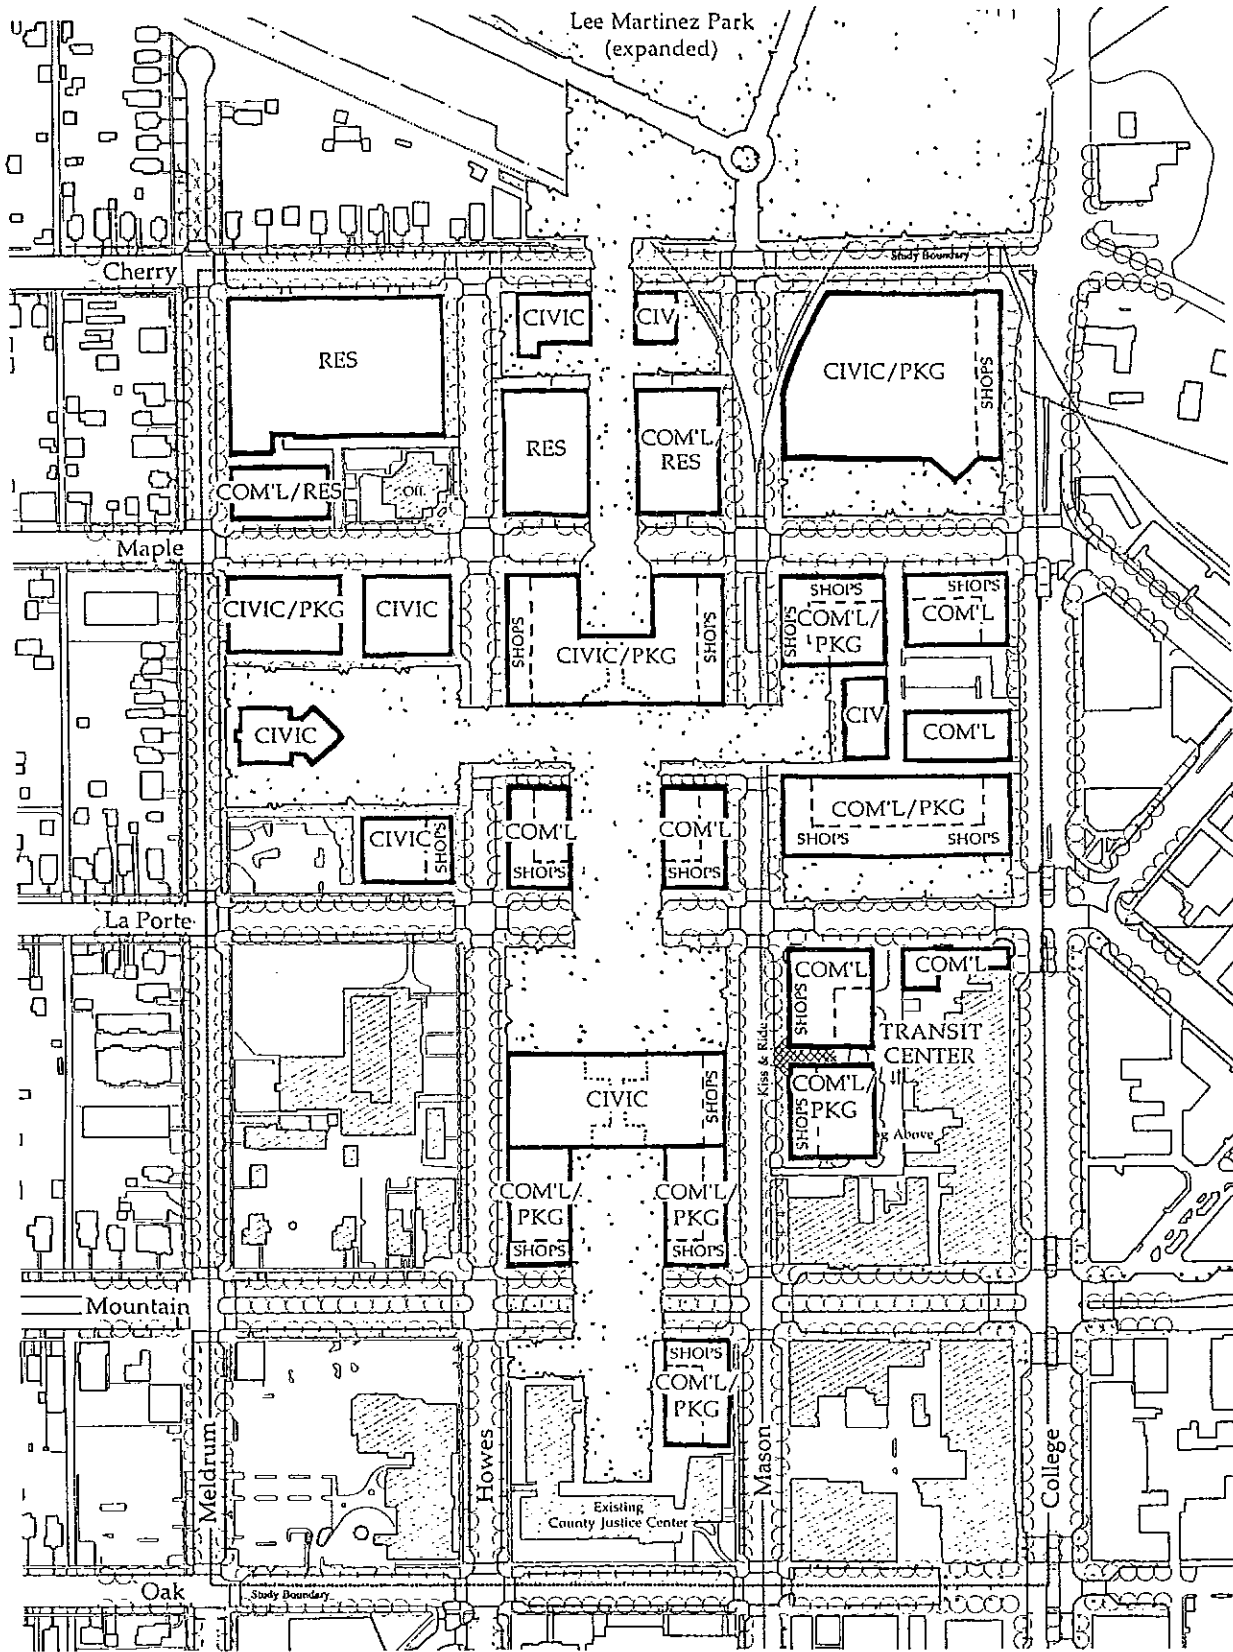 Lee Martinez Park
(expanded)
Study Boundary
Cherry
CIVIC
CIV
RES
CIVIC/PKG
SHOPS
RES
COM'L/
RES
COM'L/RES
Off.
Maple
CIVIC/PKG
CIVIC
SHOPS
CIVIC/PKG
SHOPS
SHOPS
SHOPS
COM'L/
PKG
SHOPS
COM'L
CIVIC
CIV
COM'L
COM'L/PKG
SHOPS
SHOPS
CIVIC
SHOPS
COM'L
SHOPS
COM'L
SHOPS
La Porte
COM'L
SHOPS
COM'L
TRANSIT
CENTER
Kiss & Ride
CIVIC
SHOPS
COM'L/
PKG
SHOPS
g Above
COM'L/
PKG
SHOPS
COM'L/
PKG
SHOPS
Mountain
SHOPS
COM'L/
PKG
Meldrum
Howes
Mason
College
Existing
County Justice Center
Oak
Study Boundary